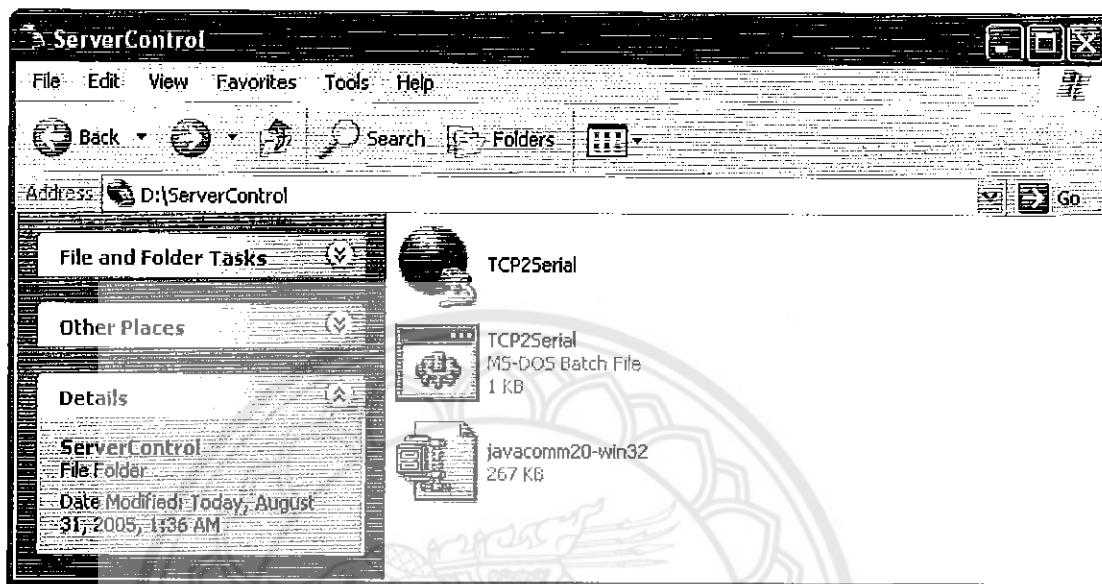 ServerControl
File Edit View Favorites Tools Help
Back Search Folders
Address D:\ServerControl Go
File and Folder Tasks
Other Places
Details
ServerControl
File Folder
Date Modified: Today, August
31, 2005, 1:36 AM
TCP2Serial
TCP2Serial
MS-DOS Batch File
1 KB
javacomm20-win32
267 KB